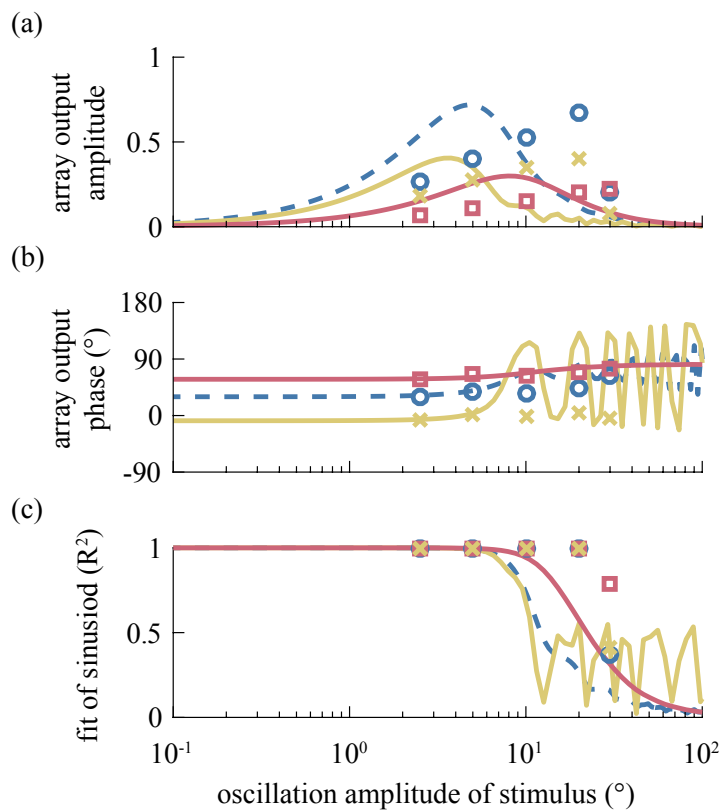 (a)
1
0.5
0
array output
amplitude
(b)
180
90
0
-90
array output
phase (°)
(c)
1
0.5
0
fit of sinusiod (R²)
10⁻¹ 10⁰ 10¹ 10²
oscillation amplitude of stimulus (°)